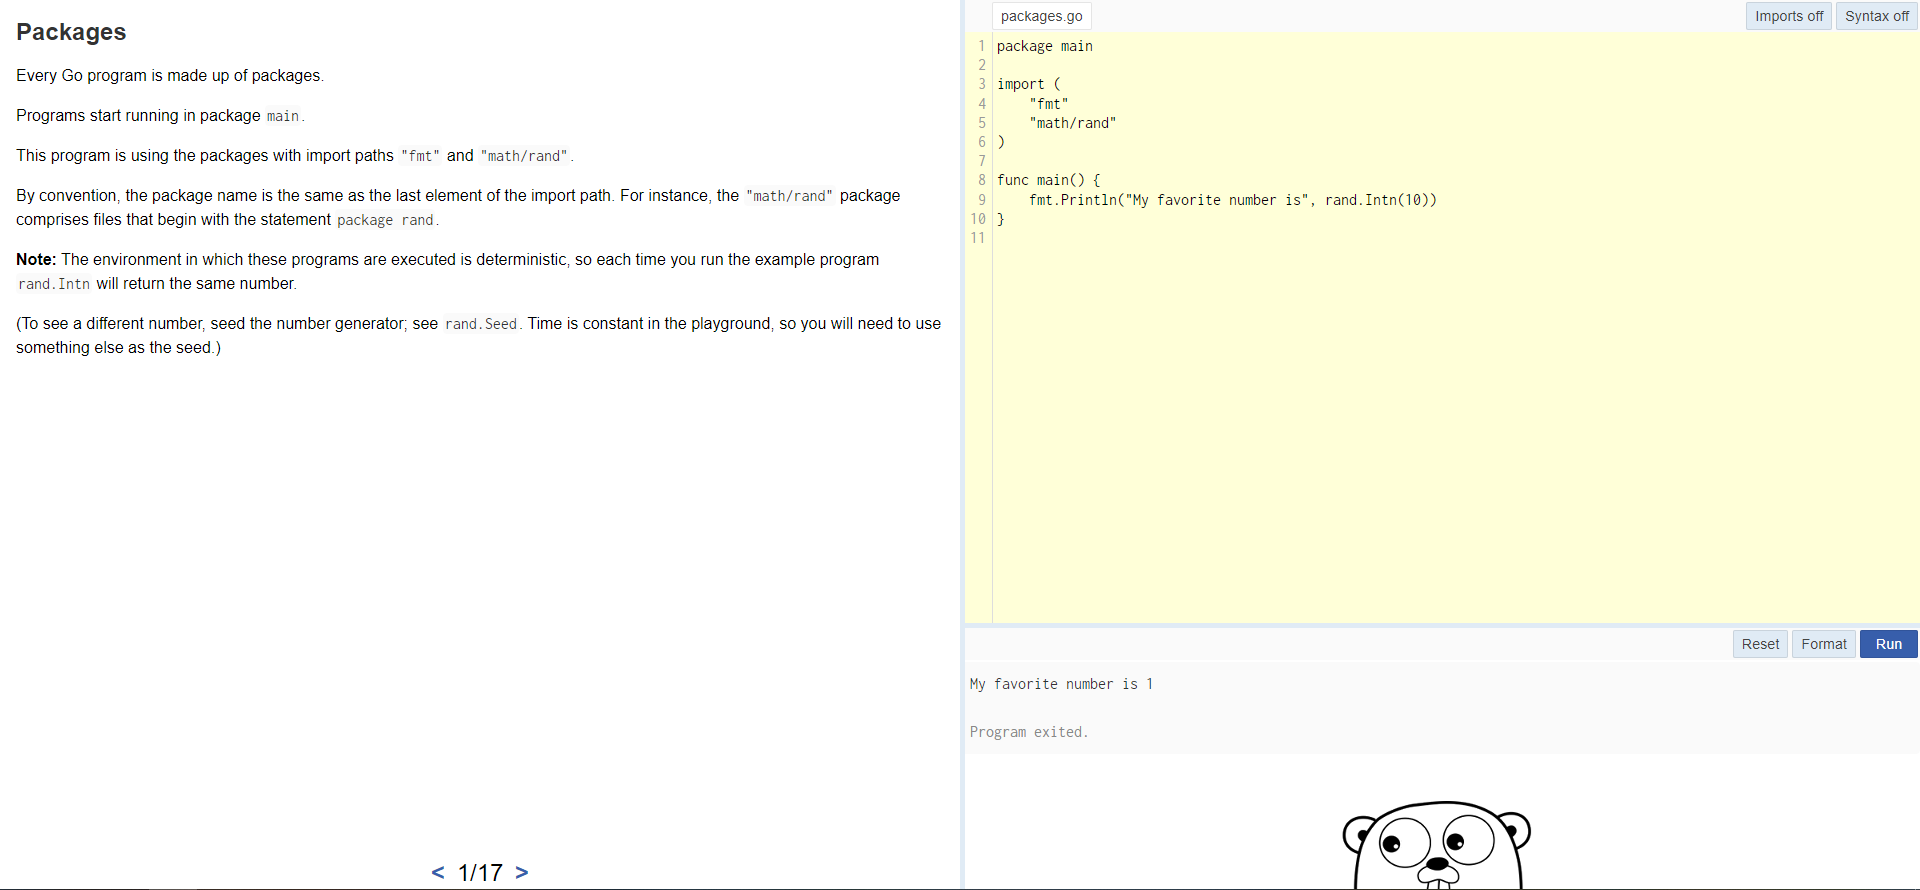 Packages
Every Go program is made up of packages.
Programs start running in package main.
This program is using the packages with import paths "fmt" and "math/rand".
By convention, the package name is the same as the last element of the import path. For instance, the "math/rand" package
comprises files that begin with the statement package rand.
Note: The environment in which these programs are executed is deterministic, so each time you run the example program
rand.Intn will return the same number.
(To see a different number, seed the number generator; see rand.Seed. Time is constant in the playground, so you will need to use
something else as the seed.)
< 1/17 >
packages.go
Imports off
Syntax off
1 package main
2
3 import (
4 "fmt"
5 "math/rand"
6 )
7
8 func main() {
9 fmt.Println("My favorite number is", rand.Intn(10))
10 }
11
Reset
Format
Run
My favorite number is 1
Program exited.